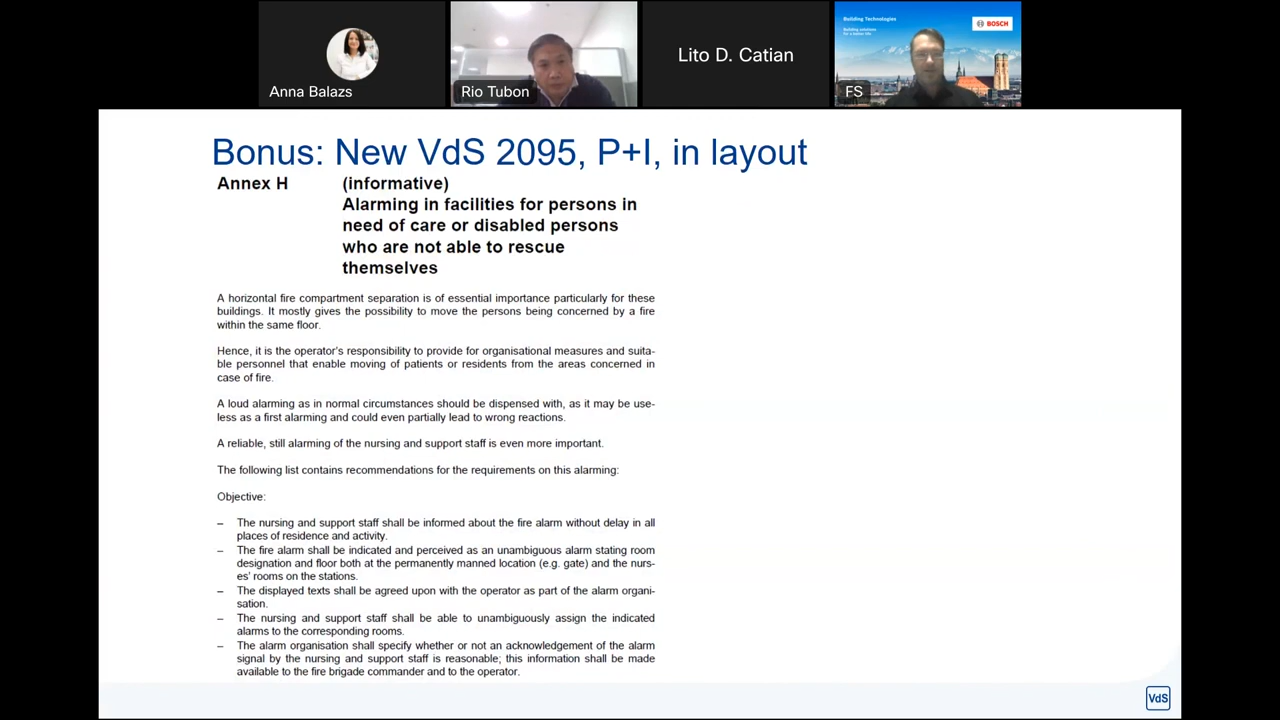 Anna Balazs
Rio Tubon
Lito D. Catian
Building Technologies
Building solutions
for a better life
BOSCH
FS
Bonus: New VdS 2095, P+I, in layout
Annex H (informative)
Alarming in facilities for persons in
need of care or disabled persons
who are not able to rescue
themselves
A horizontal fire compartment separation is of essential importance particularly for these
buildings. It mostly gives the possibility to move the persons being concerned by a fire
within the same floor.
Hence, it is the operator's responsibility to provide for organisational measures and suita-
ble personnel that enable moving of patients or residents from the areas concerned in
case of fire.
A loud alarming as in normal circumstances should be dispensed with, as it may be use-
less as a first alarming and could even partially lead to wrong reactions.
A reliable, still alarming of the nursing and support staff is even more important.
The following list contains recommendations for the requirements on this alarming:
Objective:
– The nursing and support staff shall be informed about the fire alarm without delay in all
places of residence and activity.
– The fire alarm shall be indicated and perceived as an unambiguous alarm stating room
designation and floor both at the permanently manned location (e.g. gate) and the nurs-
es' rooms on the stations.
– The displayed texts shall be agreed upon with the operator as part of the alarm organi-
sation.
– The nursing and support staff shall be able to unambiguously assign the indicated
alarms to the corresponding rooms.
– The alarm organisation shall specify whether or not an acknowledgement of the alarm
signal by the nursing and support staff is reasonable; this information shall be made
available to the fire brigade commander and to the operator.
VdS